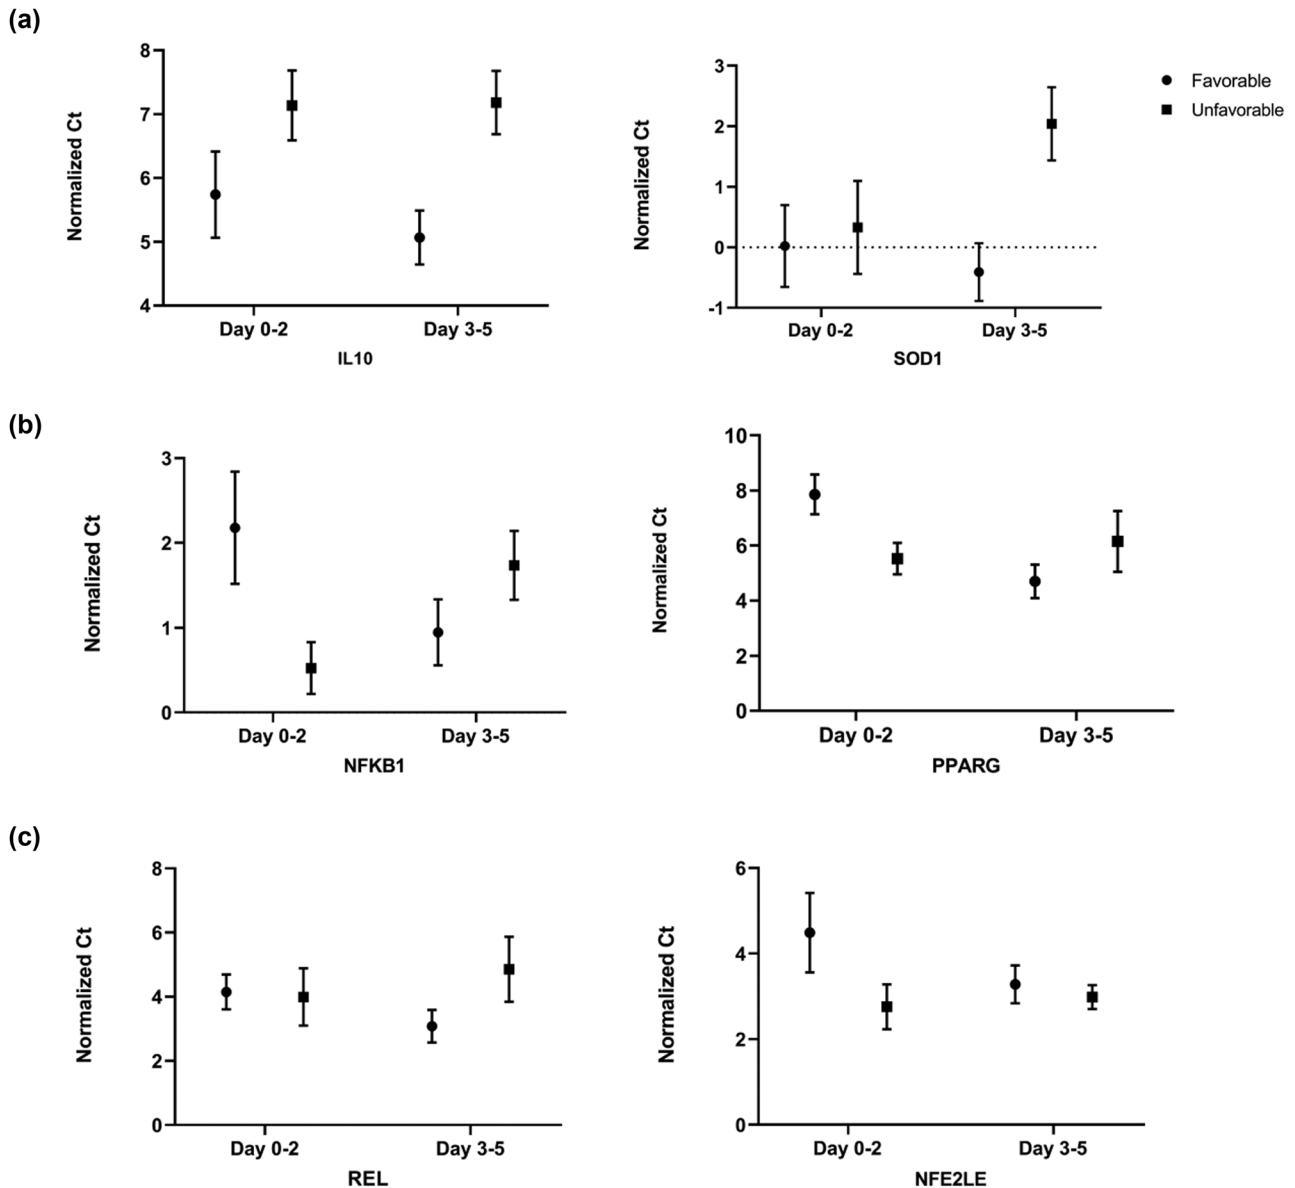 (a)
8
7
6
5
4
Normalized Ct
Day 0-2
Day 3-5
IL10
3
2
1
0
-1
Normalized Ct
Day 0-2
Day 3-5
SOD1
Favorable
Unfavorable
(b)
3
2
1
0
Normalized Ct
Day 0-2
Day 3-5
NFKB1
10
8
6
4
2
0
Normalized Ct
Day 0-2
Day 3-5
PPARG
(c)
8
6
4
2
0
Normalized Ct
Day 0-2
Day 3-5
REL
6
4
2
0
Normalized Ct
Day 0-2
Day 3-5
NFE2LE